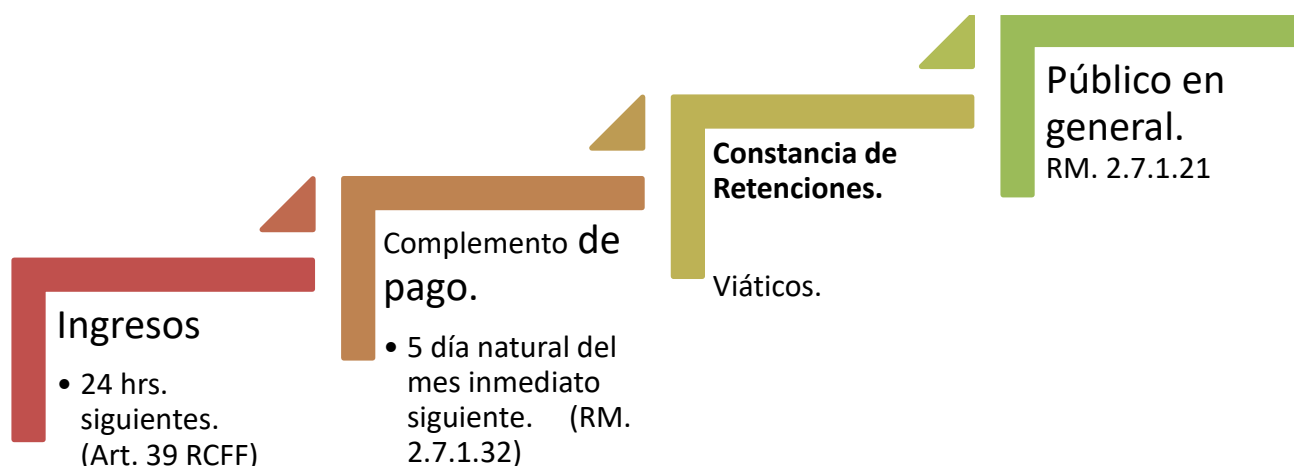 Ingresos
• 24 hrs.
siguientes.
(Art. 39 RCFF)
Complemento de
pago.
• 5 día natural del
mes inmediato
siguiente. (RM.
2.7.1.32)
Constancia de
Retenciones.
Viáticos.
Público en
general.
RM. 2.7.1.21